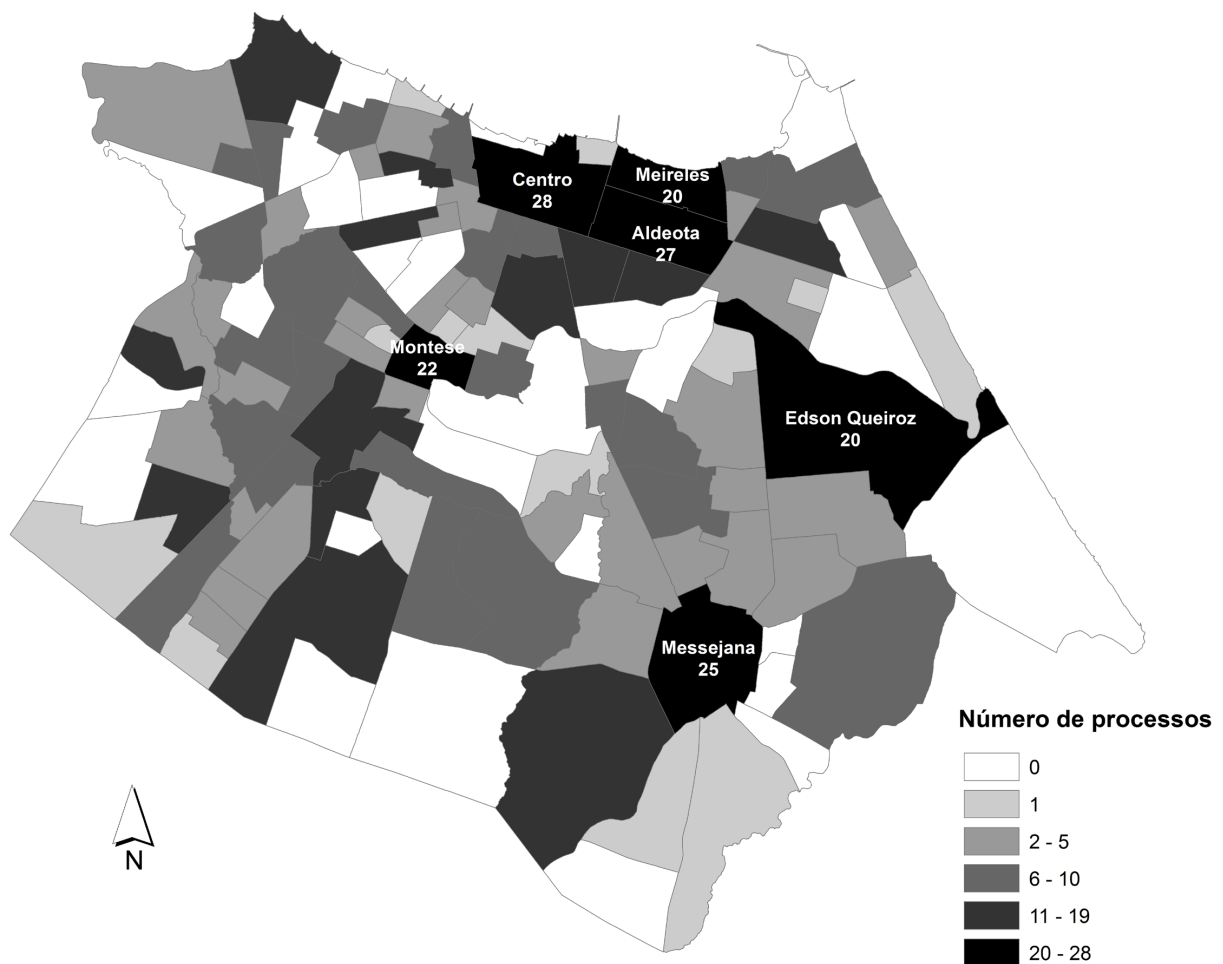 Centro
28
Meireles
20
Aldeota
27
Montese
22
Edson Queiroz
20
Messejana
25
Número de processos
0
1
2 - 5
6 - 10
11 - 19
20 - 28
N